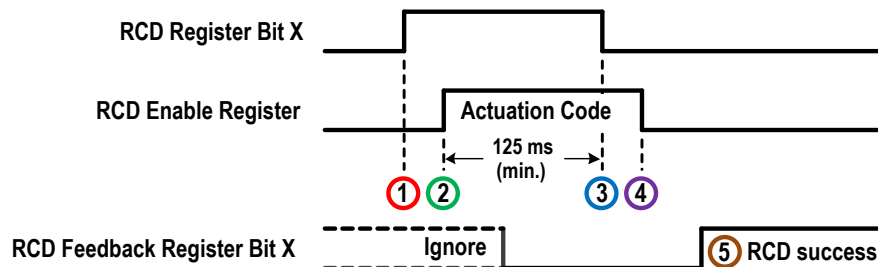 RCD Register Bit X
RCD Enable Register
Actuation Code
125 ms
(min.)
1 2 3 4
RCD Feedback Register Bit X
Ignore
5 RCD success